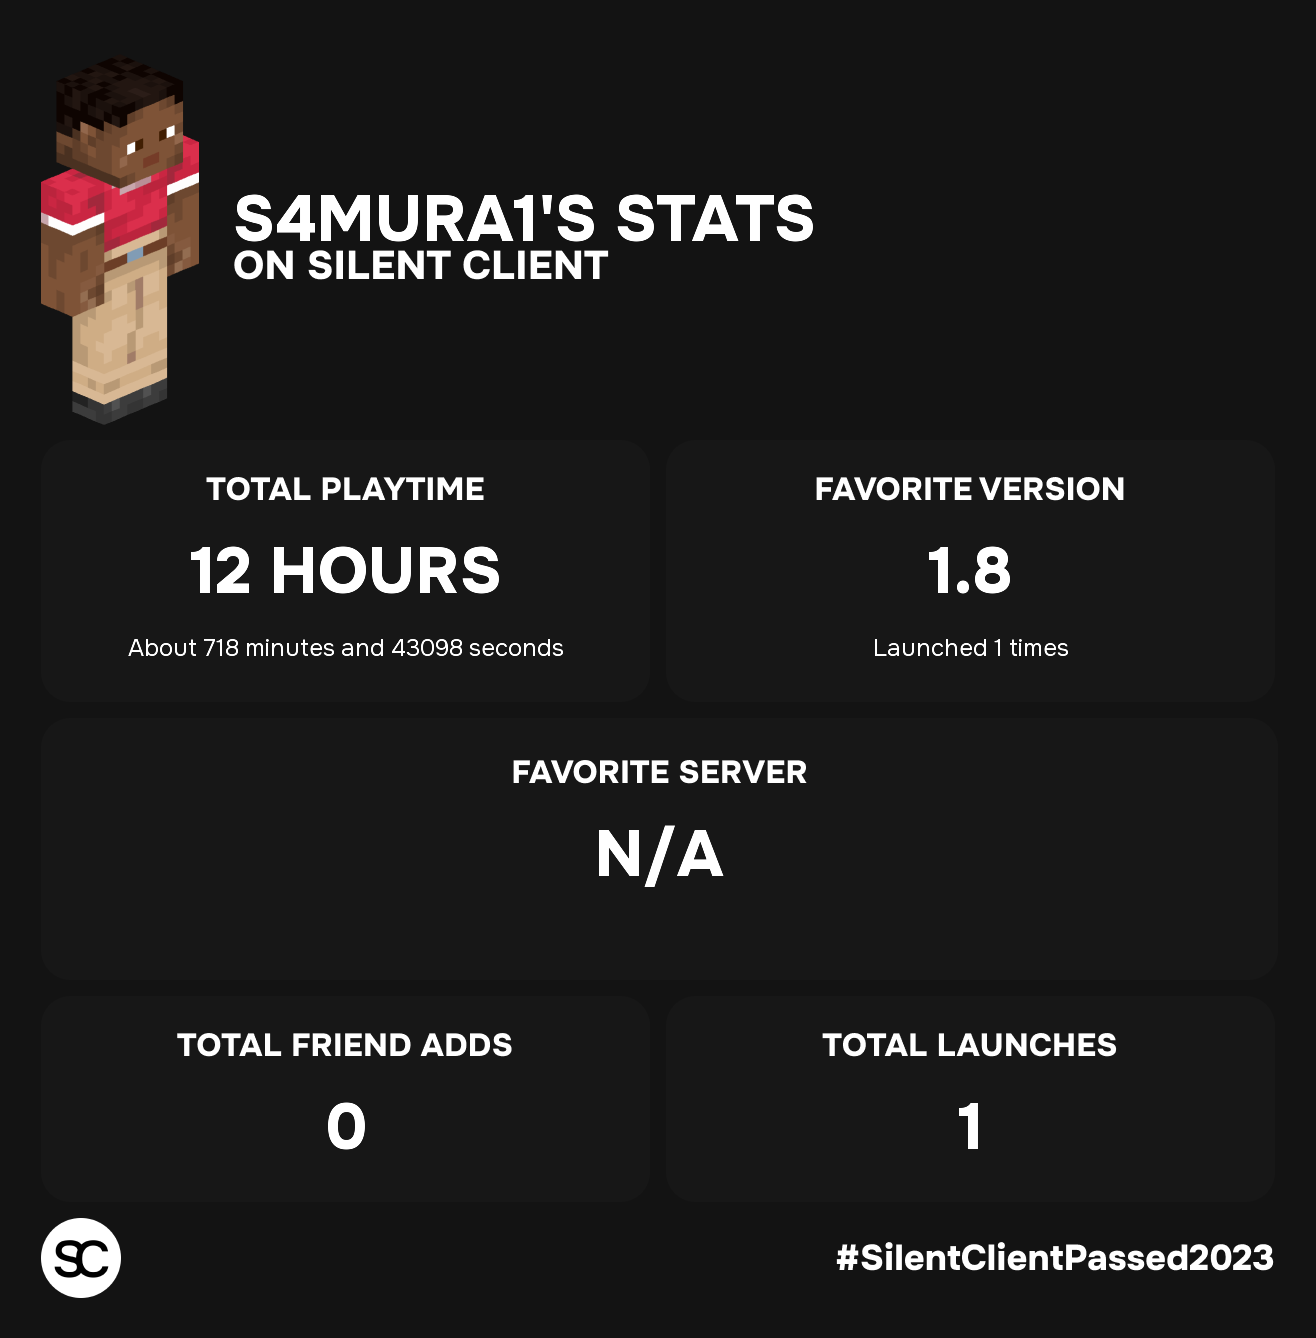 S4MURA1'S STATS
ON SILENT CLIENT
TOTAL PLAYTIME
12 HOURS
About 718 minutes and 43098 seconds
FAVORITE VERSION
1.8
Launched 1 times
FAVORITE SERVER
N/A
TOTAL FRIEND ADDS
0
TOTAL LAUNCHES
1
SC
#SilentClientPassed2023